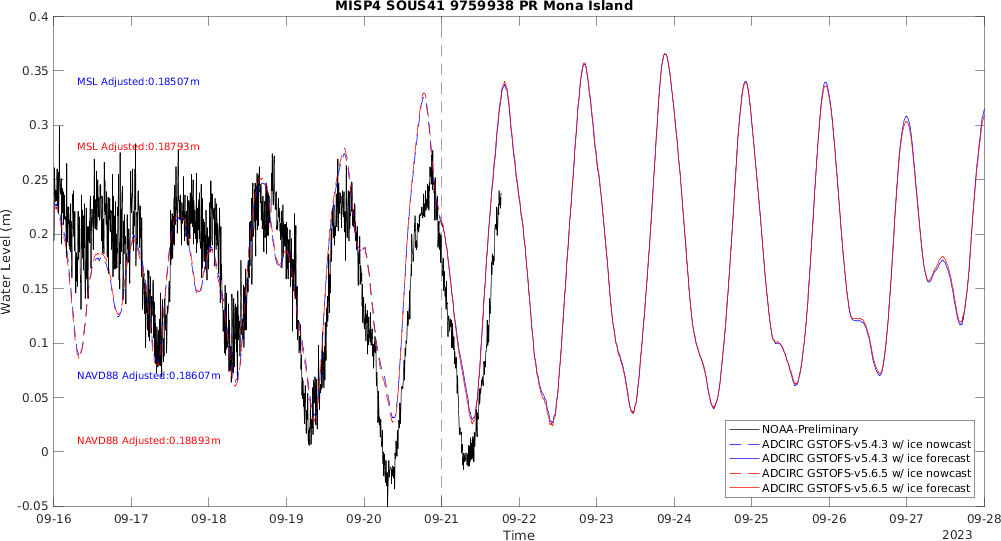 MISP4 SOUS41 9759938 PR Mona Island
0.4
0.35
0.3
0.25
0.2
0.15
0.1
0.05
0
-0.05
Water Level (m)
MSL Adjusted:0.18507m
MSL Adjusted:0.18793m
NAVD88 Adjusted:0.18607m
NAVD88 Adjusted:0.18893m
NOAA-Preliminary
ADCIRC GSTOFS-v5.4.3 w/ ice nowcast
ADCIRC GSTOFS-v5.4.3 w/ ice forecast
ADCIRC GSTOFS-v5.6.5 w/ ice nowcast
ADCIRC GSTOFS-v5.6.5 w/ ice forecast
09-16 09-17 09-18 09-19 09-20 09-21 09-22 09-23 09-24 09-25 09-26 09-27 09-28
Time
2023